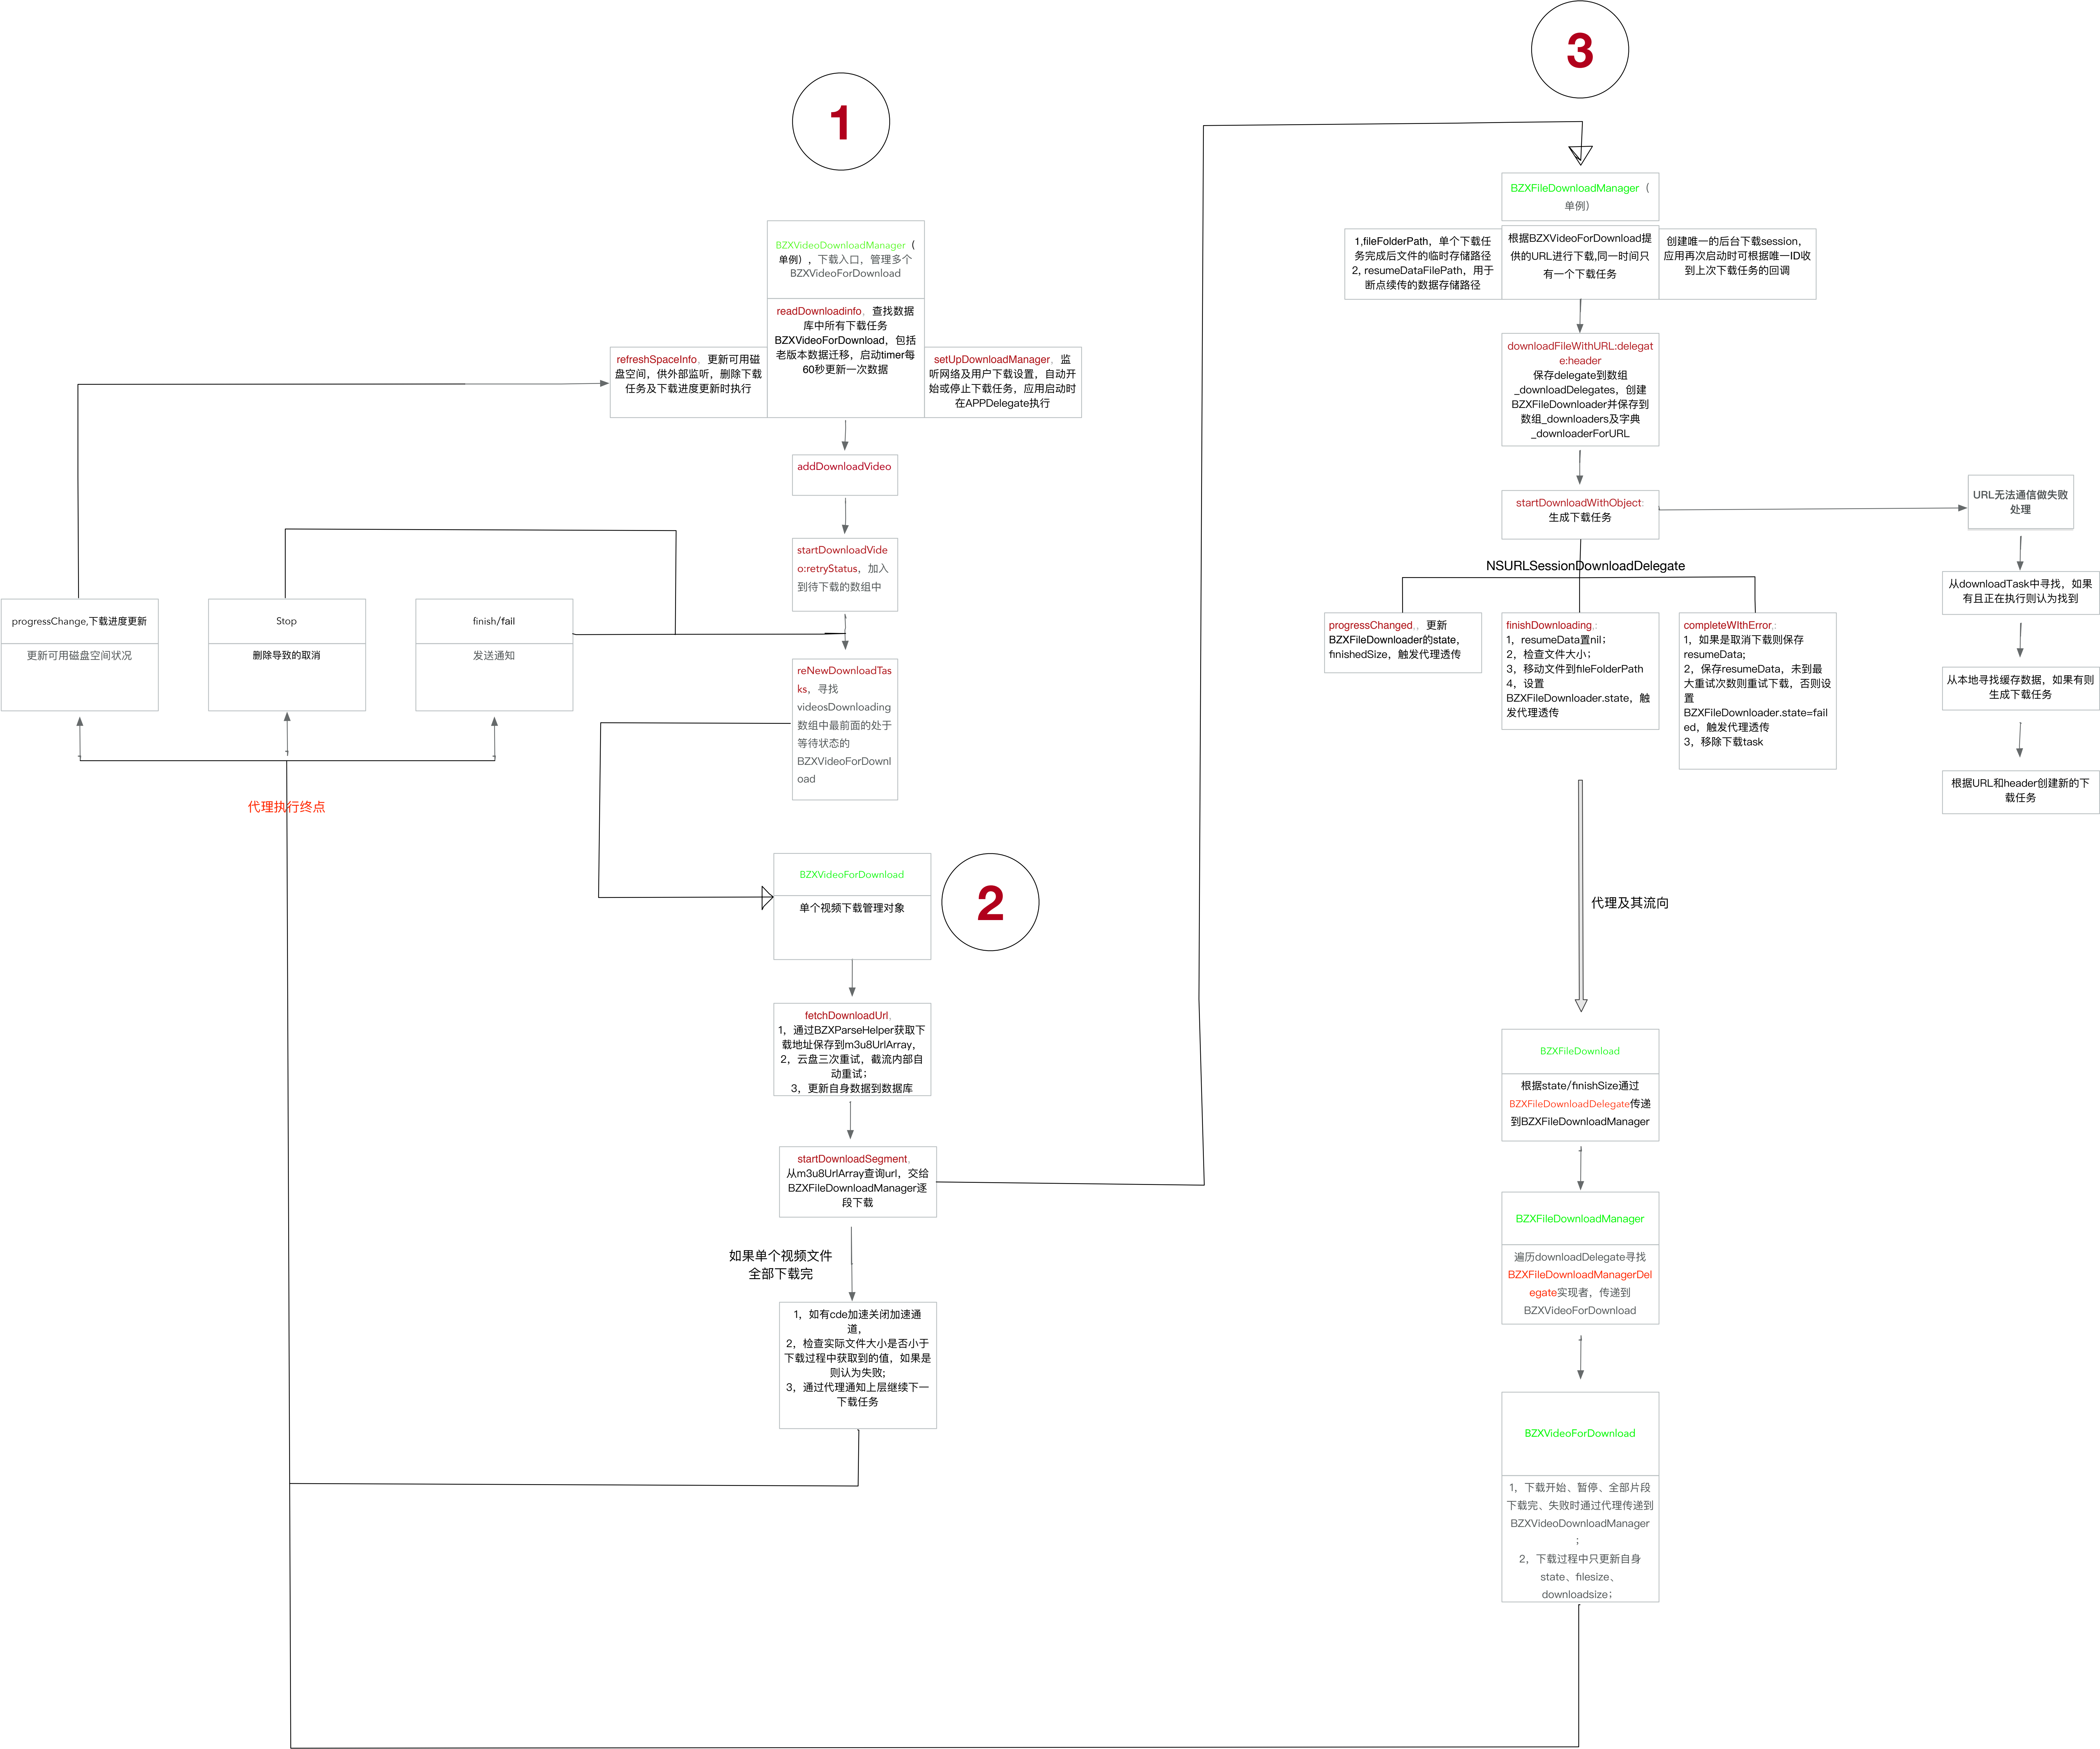 1
BZXVideoDownloadManager（
单例），下载入口，管理多个
BZXVideoForDownload
readDownloadinfo，查找数据
库中所有下载任务
BZXVideoForDownload，包括
老版本数据迁移，启动timer每
60秒更新一次数据
refreshSpaceInfo，更新可用磁
盘空间，供外部监听，删除下载
任务及下载进度更新时执行
setUpDownloadManager，监
听网络及用户下载设置，自动开
始或停止下载任务，应用启动时
在APPDelegate执行
addDownloadVideo
startDownloadVide
o:retryStatus，加入
到待下载的数组中
progressChange,下载进度更新
更新可用磁盘空间状况
Stop
删除导致的取消
finish/fail
发送通知
代理执行终点
reNewDownloadTas
ks，寻找
videosDownloading
数组中最前面的处于
等待状态的
BZXVideoForDownl
oad
2
BZXVideoForDownload
单个视频下载管理对象
fetchDownloadUrl，
1，通过BZXParseHelper获取下
载地址保存到m3u8UrlArray，
2，云盘三次重试，截流内部自
动重试；
3，更新自身数据到数据库
startDownloadSegment，
从m3u8UrlArray查询url，交给
BZXFileDownloadManager逐
段下载
如果单个视频文件
全部下载完
1，如有cde加速关闭加速通
道，
2，检查实际文件大小是否小于
下载过程中获取到的值，如果是
则认为失败;
3，通过代理通知上层继续下一
下载任务
3
BZXFileDownloadManager（
单例）
1,fileFolderPath，单个下载任
务完成后文件的临时存储路径
2, resumeDataFilePath，用于
断点续传的数据存储路径
根据BZXVideoForDownload提
供的URL进行下载,同一时间只
有一个下载任务
创建唯一的后台下载session，
应用再次启动时可根据唯一ID收
到上次下载任务的回调
downloadFileWithURL:delegat
e:header
保存delegate到数组
_downloadDelegates，创建
BZXFileDownloader并保存到
数组_downloaders及字典
_downloaderForURL
startDownloadWithObject:
生成下载任务
URL无法通信做失败
处理
从downloadTask中寻找，如果
有且正在执行则认为找到
从本地寻找缓存数据，如果有则
生成下载任务
根据URL和header创建新的下
载任务
NSURLSessionDownloadDelegate
progressChanged,，更新
BZXFileDownloader的state，
finishedSize，触发代理透传
finishDownloading,:
1，resumeData置nil；
2，检查文件大小；
3，移动文件到fileFolderPath
4，设置
BZXFileDownloader.state，触
发代理透传
completeWIthError,:
1，如果是取消下载则保存
resumeData;
2，保存resumeData，未到最
大重试次数则重试下载，否则设
置
BZXFileDownloader.state=fail
ed，触发代理透传
3，移除下载task
代理及其流向
BZXFileDownload
根据state/finishSize通过
BZXFileDownloadDelegate传递
到BZXFileDownloadManager
BZXFileDownloadManager
遍历downloadDelegate寻找
BZXFileDownloadManagerDel
egate实现者，传递到
BZXVideoForDownload
BZXVideoForDownload
1，下载开始、暂停、全部片段
下载完、失败时通过代理传递到
BZXVideoDownloadManager
；
2，下载过程中只更新自身
state、filesize、
downloadsize；